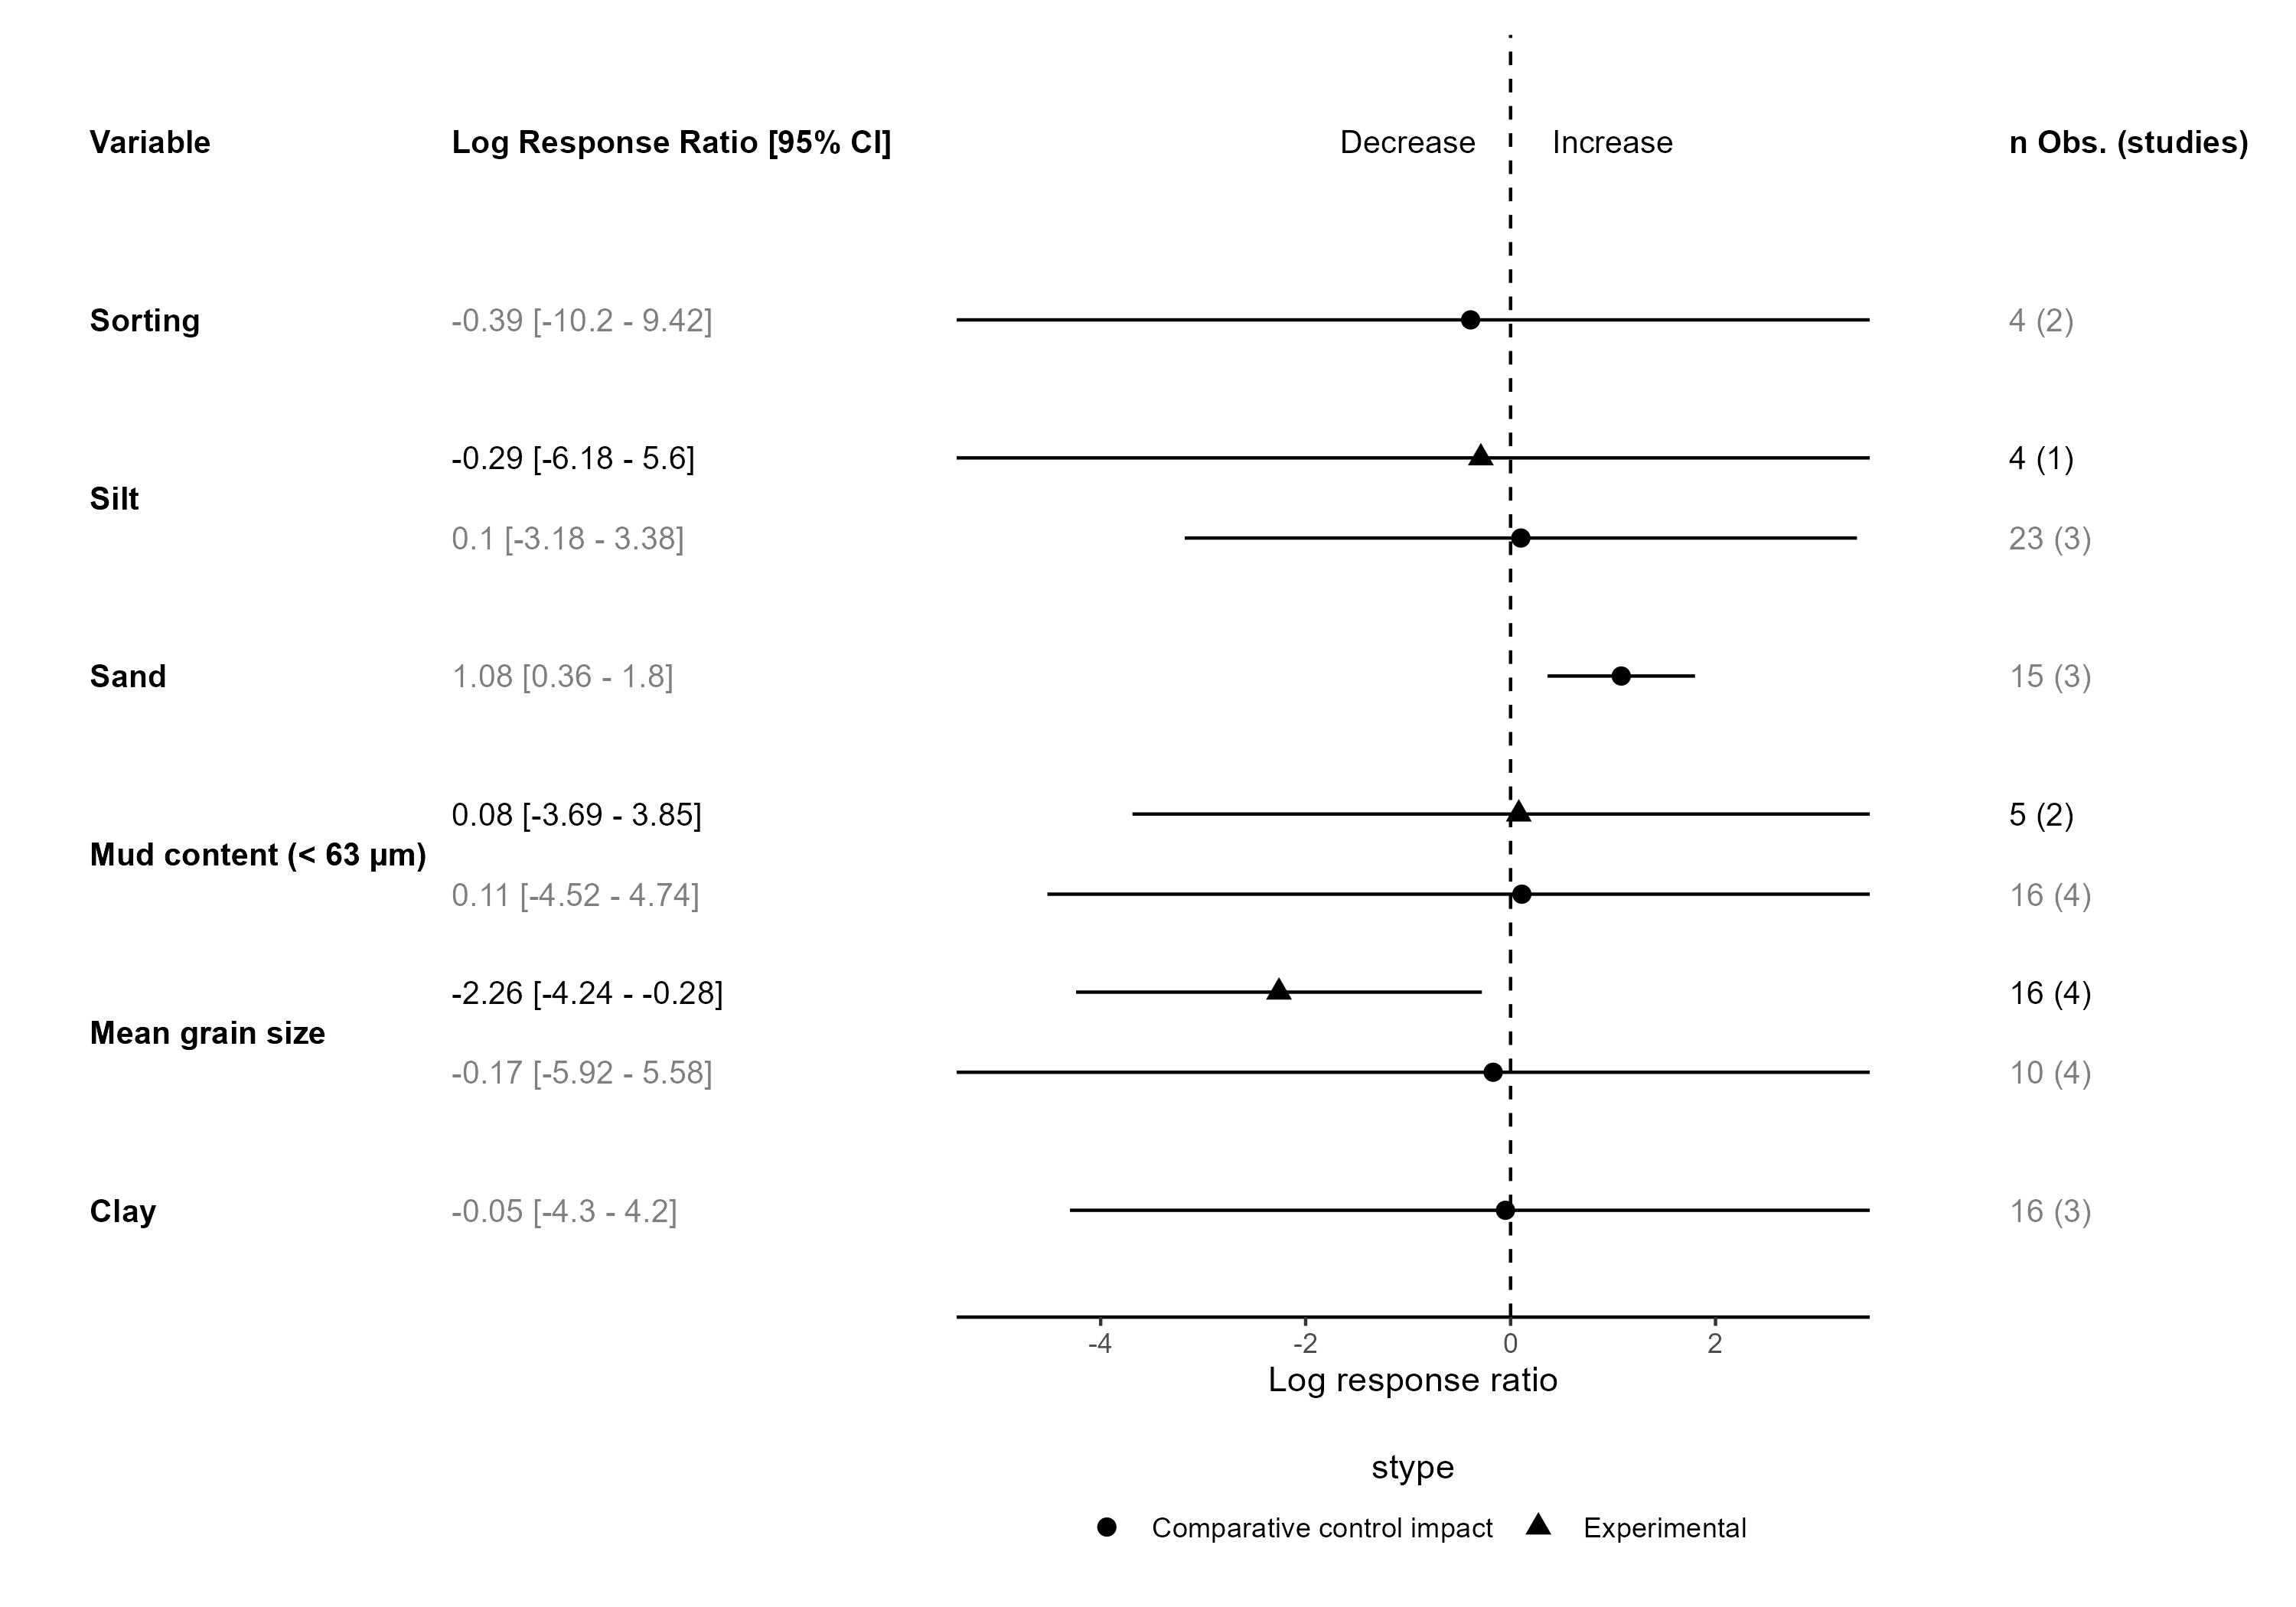 Variable Log Response Ratio [95% CI] Decrease Increase n Obs. (studies)
Sorting -0.39 [-10.2 - 9.42] 4 (2)
-0.29 [-6.18 - 5.6] 4 (1)
Silt
0.1 [-3.18 - 3.38] 23 (3)
Sand 1.08 [0.36 - 1.8] 15 (3)
0.08 [-3.69 - 3.85] 5 (2)
Mud content (< 63 µm)
0.11 [-4.52 - 4.74] 16 (4)
-2.26 [-4.24 - -0.28] 16 (4)
Mean grain size
-0.17 [-5.92 - 5.58] 10 (4)
Clay -0.05 [-4.3 - 4.2] 16 (3)
-4 -2 0 2
Log response ratio
stype
Comparative control impact Experimental